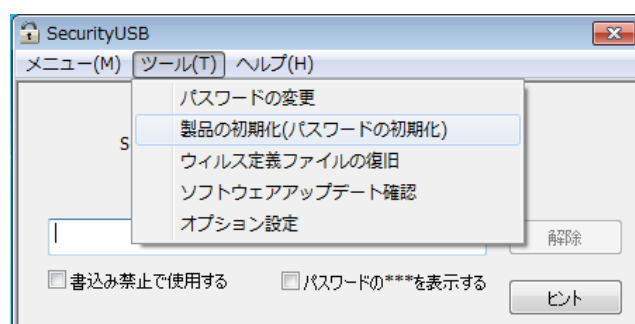 SecurityUSB
メニュー(M) ツール(T) ヘルプ(H)
パスワードの変更
製品の初期化(パスワードの初期化)
S
ウィルス定義ファイルの復旧
ソフトウェアアップデート確認
オプション設定
解除
書込み禁止で使用する パスワードの***を表示する
ヒント